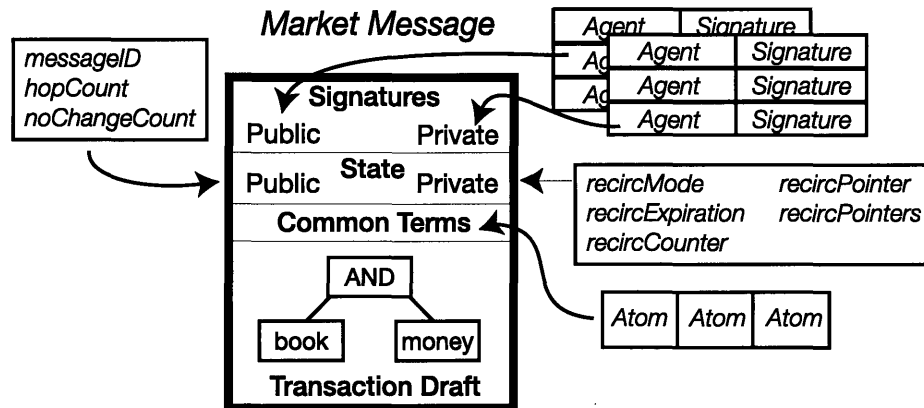 Market Message
messageID
hopCount
noChangeCount
Agent Signature
Agent Signature
Agent Signature
Agent Signature
Signatures
Public Private
State
Public Private
Common Terms
AND
book money
Transaction Draft
recircMode recircPointer
recircExpiration recircPointers
recircCounter
Atom Atom Atom